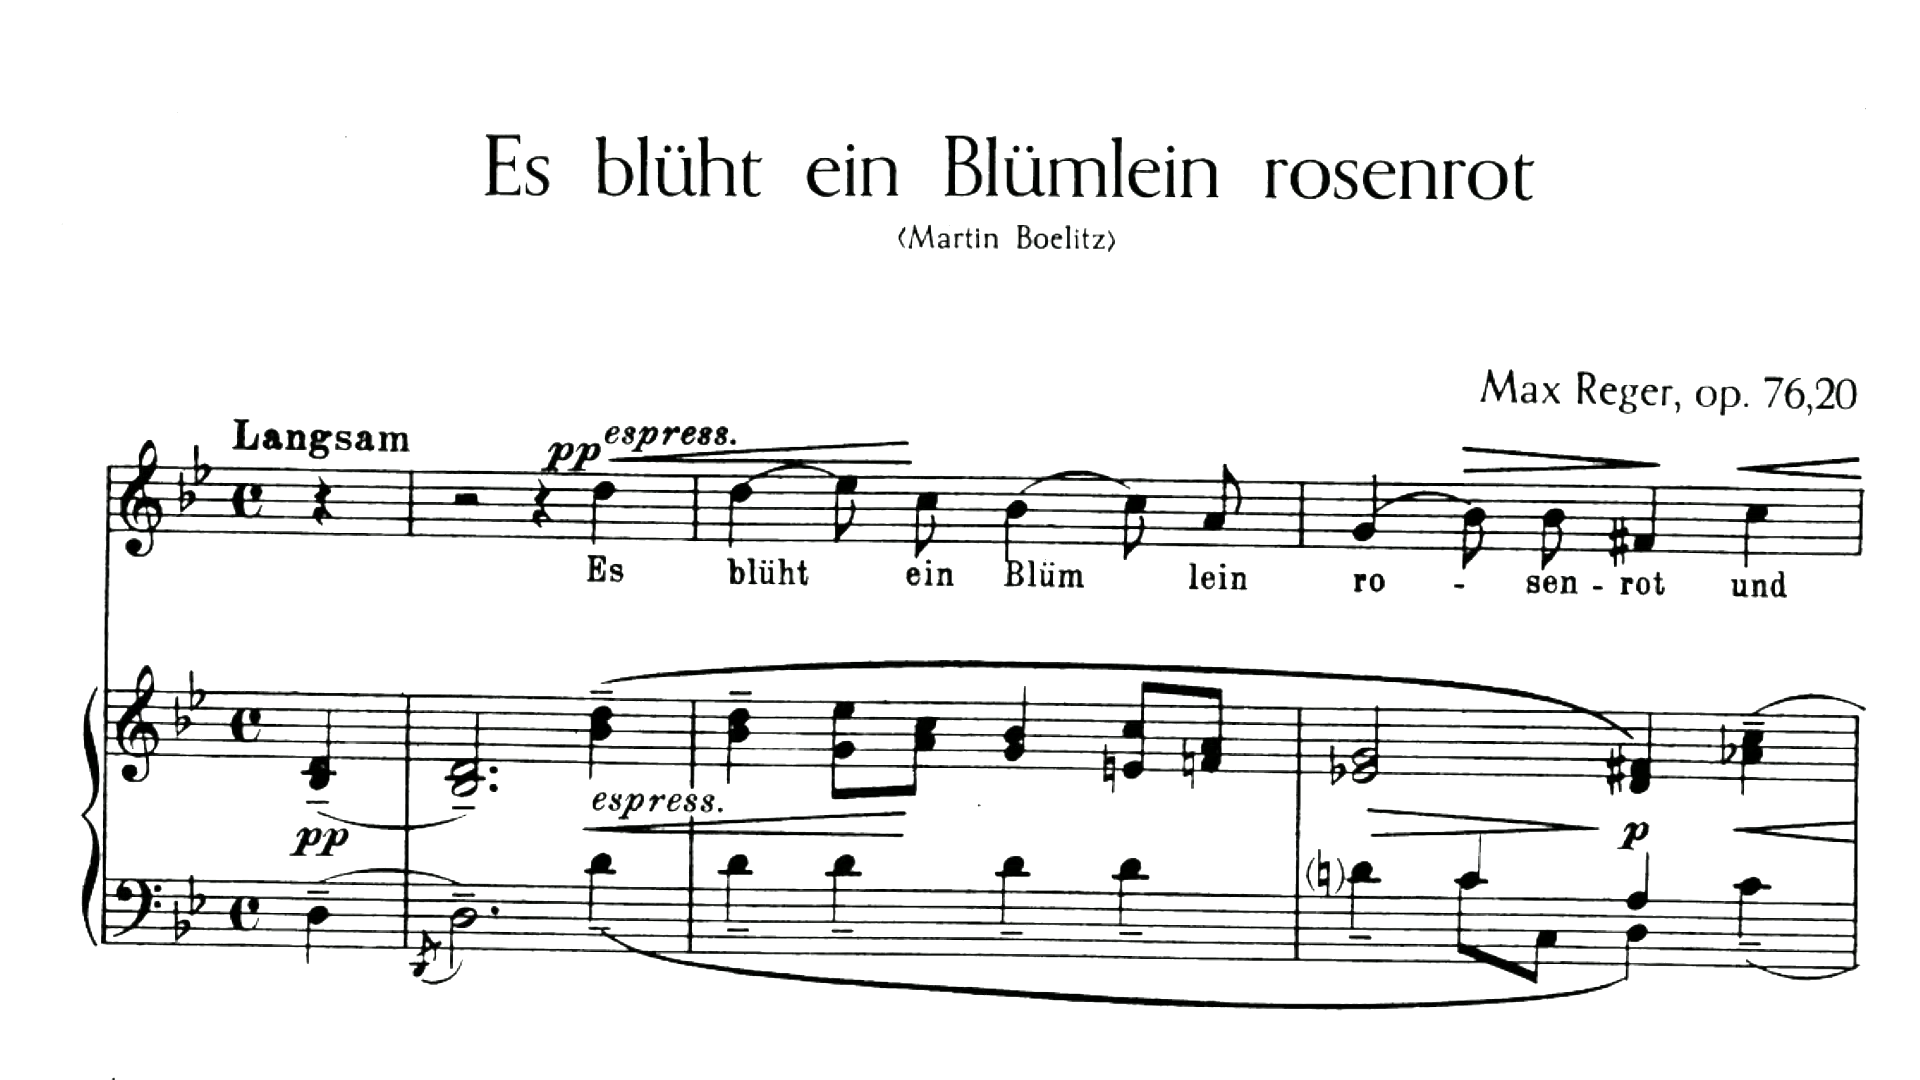 Es blüht ein Blümlein rosenrot
‹Martin Boelitz›
Max Reger, op. 76,20
Langsam
pp espress.
Es blüht ein Blüm lein ro - sen - rot und
espress.
pp
p